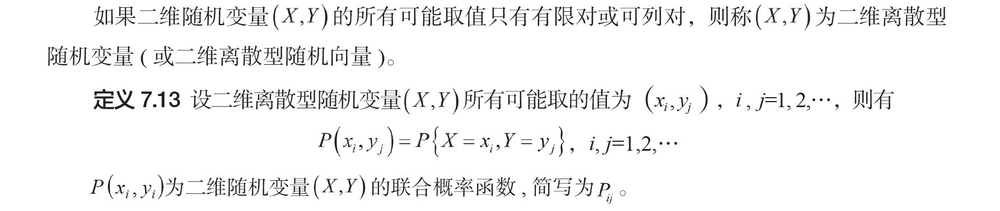 如果二维随机变量(X,Y)的所有可能取值只有有限对或可列对，则称(X,Y)为二维离散型
随机变量(或二维离散型随机向量)。
定义 7.13 设二维离散型随机变量(X,Y)所有可能取的值为 (x_i,y_j), i, j=1, 2,⋯, 则有
P(x_i,y_j)=P{X=x_i,Y=y_j}, i, j=1,2,⋯
P(x_i,y_i)为二维随机变量(X,Y)的联合概率函数,简写为P_{ij}。